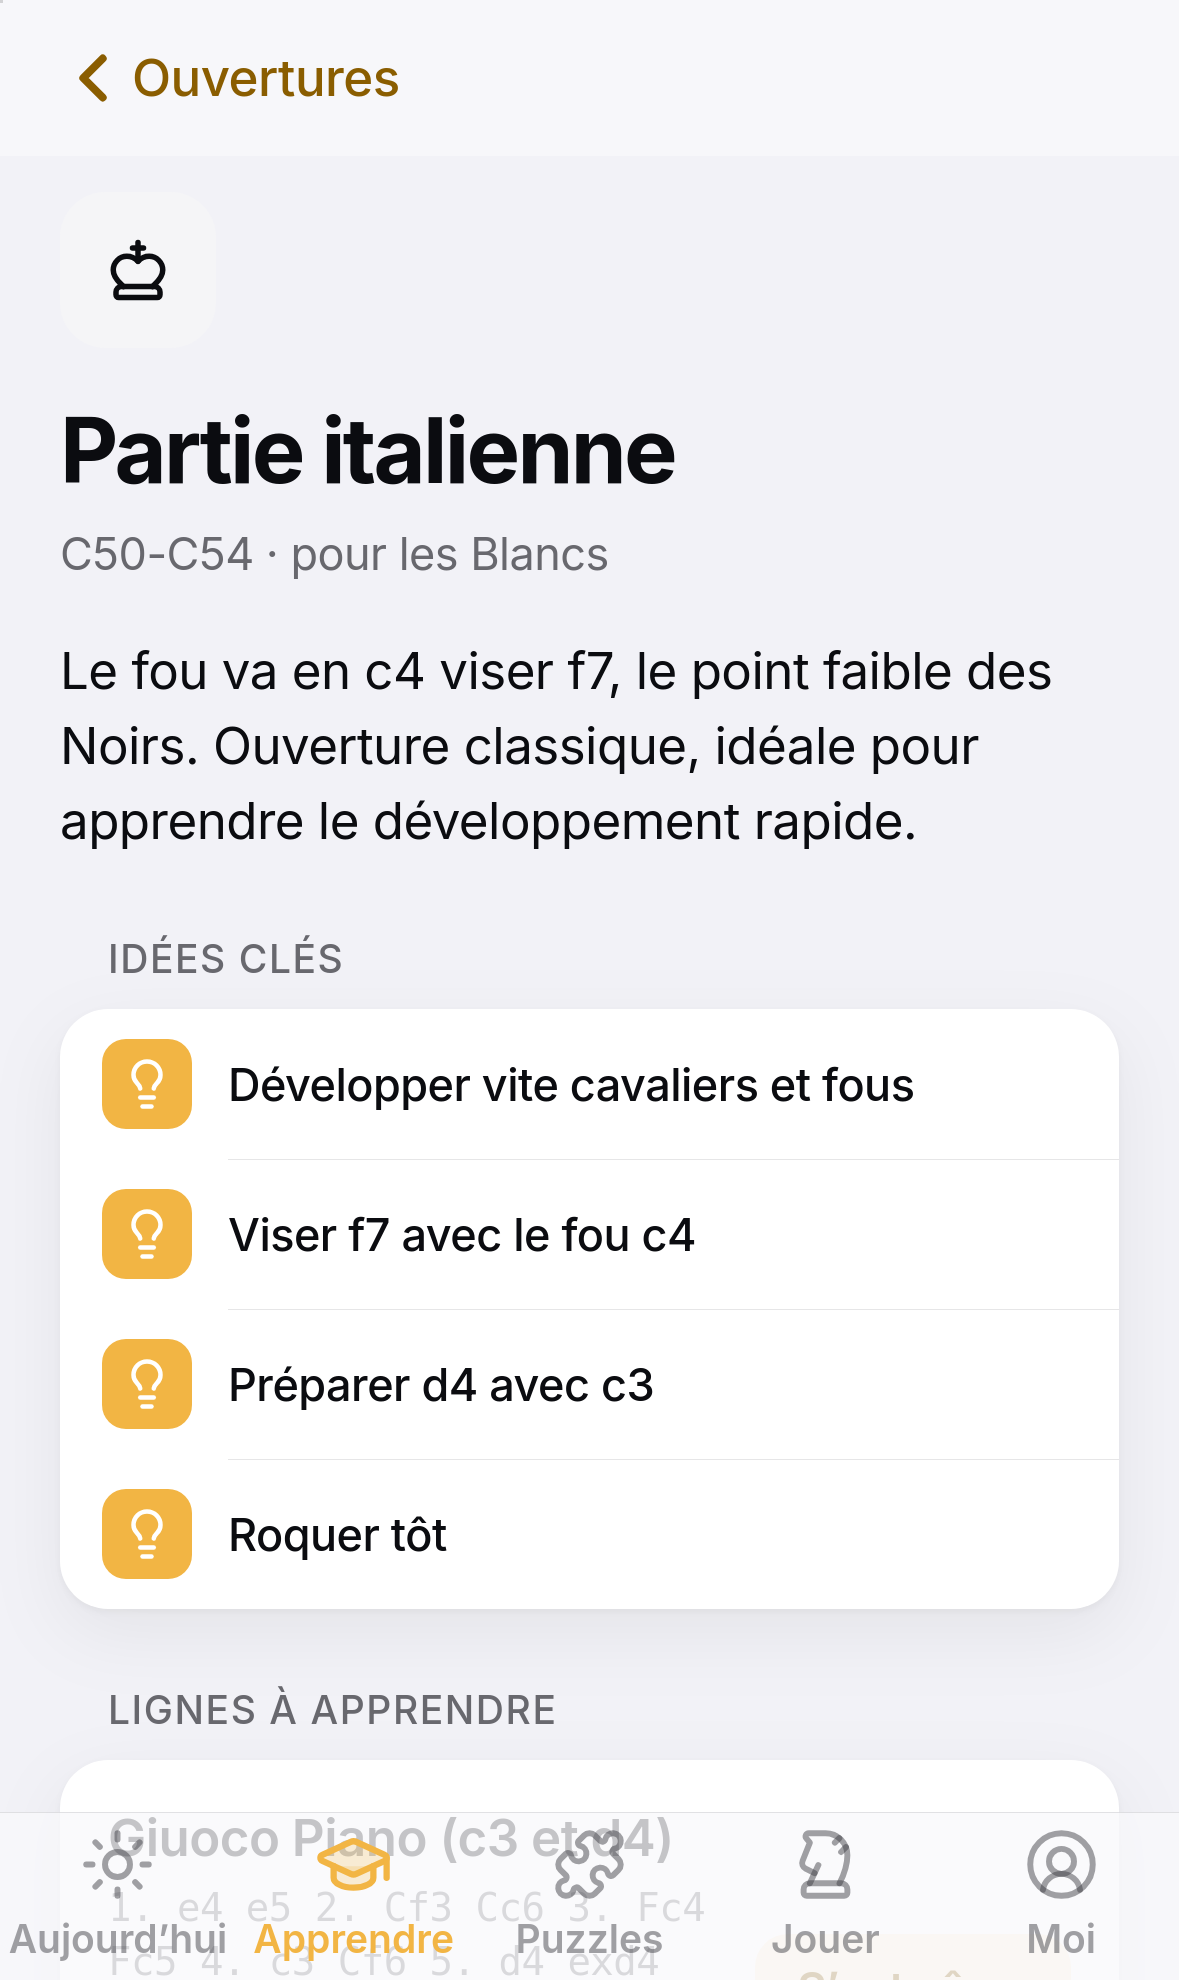 Ouvertures
Partie italienne
C50-C54 · pour les Blancs
Le fou va en c4 viser f7, le point faible des
Noirs. Ouverture classique, idéale pour
apprendre le développement rapide.
IDÉES CLÉS
Développer vite cavaliers et fous
Viser f7 avec le fou c4
Préparer d4 avec c3
Roquer tôt
LIGNES À APPRENDRE
Giuoco Piano (c3 et d4)
1. e4 e5 2. Cf3 Cc6 3. Fc4
Fc5 4. c3 Cf6 5. d4 exd4
Aujourd’hui Apprendre Puzzles Jouer Moi